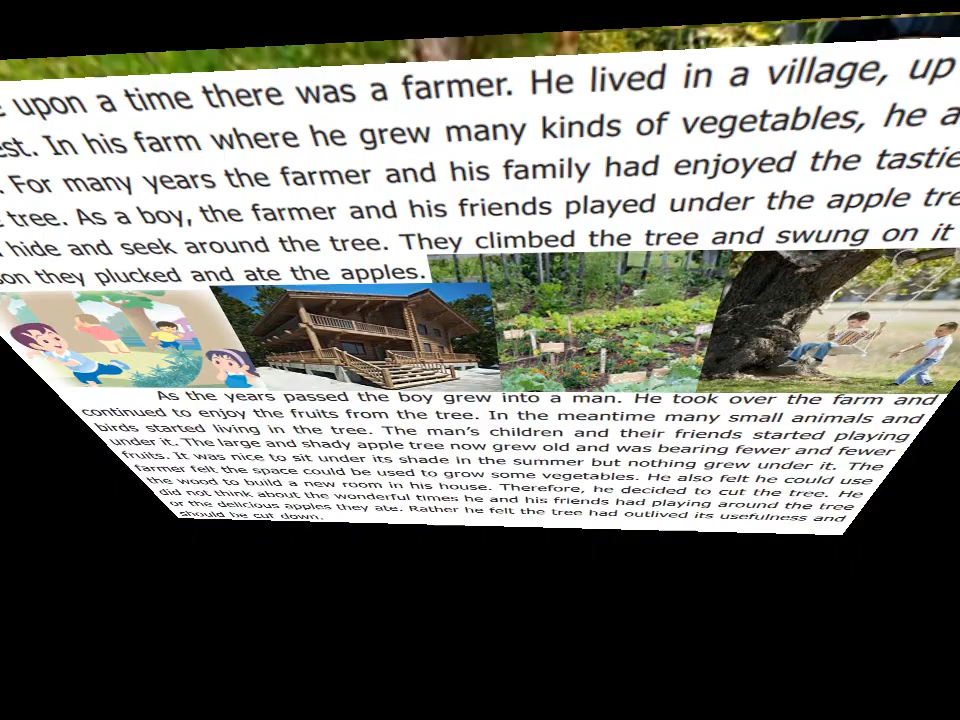 upon a time there was a farmer. He lived in a village, up
In his farm where he grew many kinds of vegetables, he
For many years the farmer and his family had enjoyed the
tree. As a boy, the farmer and his friends played under the apple
hide and seek around the tree. They climbed the tree and swung on it
they plucked and ate the apples.
As the years passed the boy grew into a man. He took over the farm and
continued to enjoy the fruits from the tree. In the meantime many small animals and
birds started living in the tree. The man's children and their friends started playing
under it. The large and shady apple tree now grew old and was bearing fewer and fewer
fruits. It was nice to sit under its shade in the summer but nothing grew under it. The
farmer felt the space could be used to grow some vegetables. He also felt he could use
the wood to build a new room in his house. Therefore, he decided to cut the tree. He
did not think about the wonderful times he and his friends had playing around the tree
or the delicious apples they ate. Rather he felt the tree had outlived its usefulness and
should be cut down.